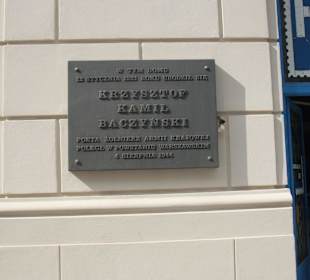 W TYM DOMU
22 STYCZNIA 1921 ROKU URODZIŁ SIĘ
KRZYSZTOF
KAMIL
BACZYŃSKI
POETA ŻOŁNIERZ ARMII KRAJOWEJ
POLEGŁ W POWSTANIU WARSZAWSKIM
4 SIERPNIA 1944